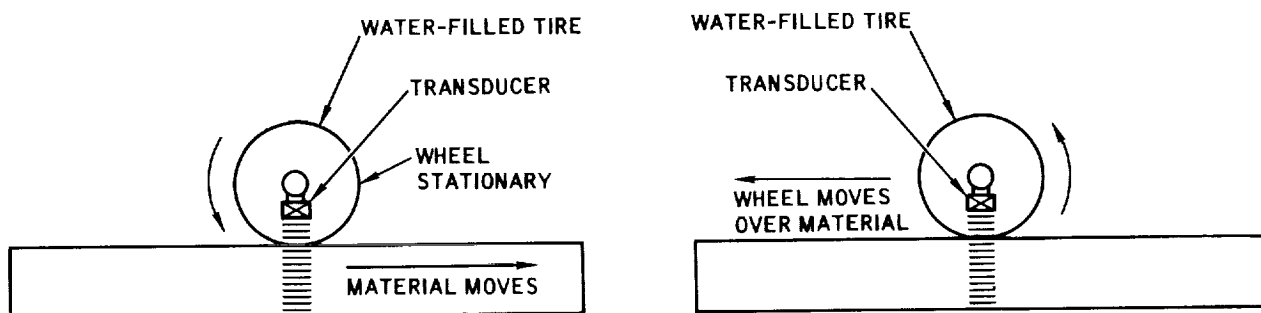 WATER-FILLED TIRE
TRANSDUCER
WHEEL
STATIONARY
MATERIAL MOVES
WATER-FILLED TIRE
TRANSDUCER
WHEEL MOVES
OVER MATERIAL